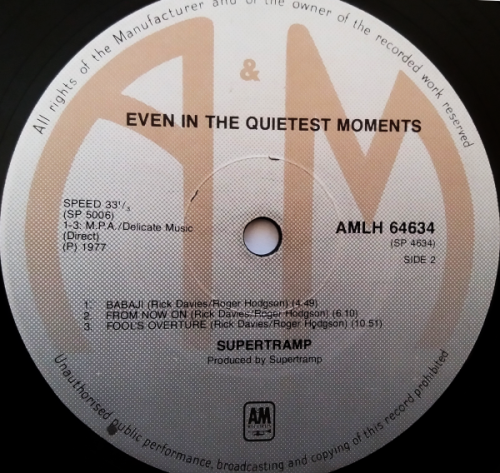 All rights of the Manufacturer and of the owner of the recorded work reserved
A&M
EVEN IN THE QUIETEST MOMENTS
SPEED 33¹/₃
(SP 5006)
1-3: M.P.A./Delicate Music
(Direct)
(P) 1977
AMLH 64634
(SP 4634)
SIDE 2
1. BABAJI (Rick Davies/Roger Hodgson) (4.49)
2. FROM NOW ON (Rick Davies/Roger Hodgson) (6.10)
3. FOOL'S OVERTURE (Rick Davies/Roger Hodgson) (10.51)
SUPERTRAMP
Produced by Supertramp
AM
RECORDS
Unauthorised public performance, broadcasting and copying of this record prohibited